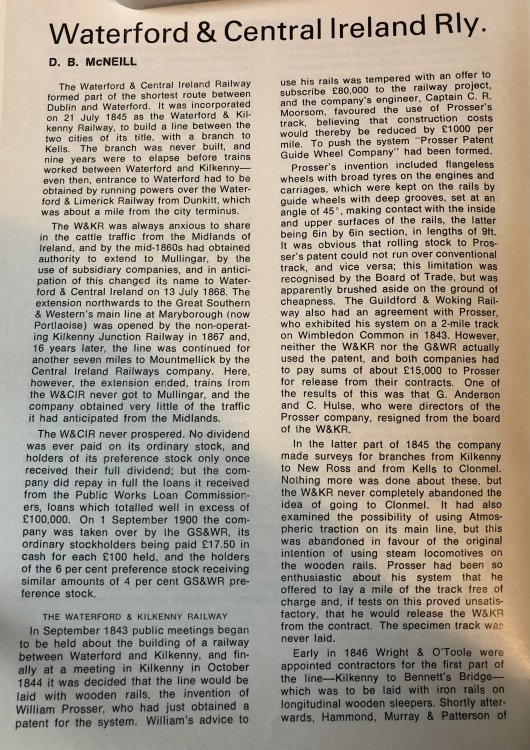 Waterford & Central Ireland Rly.
D. B. McNEILL
The Waterford & Central Ireland Railway
formed part of the shortest route between
Dublin and Waterford. It was incorporated
on 21 July 1845 as the Waterford & Kil-
kenny Railway, to build a line between the
two cities of its title, with a branch to
Kells. The branch was never built, and
nine years were to elapse before trains
worked between Waterford and Kilkenny—
even then, entrance to Waterford had to be
obtained by running powers over the Water-
ford & Limerick Railway from Dunkitt, which
was about a mile from the city terminus.
The W&KR was always anxious to share
in the cattle traffic from the Midlands of
Ireland, and by the mid-1860s had obtained
authority to extend to Mullingar, by the
use of subsidiary companies, and in antici-
pation of this changed its name to Water-
ford & Central Ireland on 13 July 1868. The
extension northwards to the Great Southern
& Western's main line at Maryborough (now
Portlaoise) was opened by the non-operat-
ing Kilkenny Junction Railway in 1867 and,
16 years later, the line was continued for
another seven miles to Mountmellick by the
Central Ireland Railways company. Here,
however, the extension ended, trains from
the W&CIR never got to Mullingar, and the
company obtained very little of the traffic
it had anticipated from the Midlands.
The W&CIR never prospered. No dividend
was ever paid on its ordinary stock, and
holders of its preference stock only once
received their full dividend; but the com-
pany did repay in full the loans it received
from the Public Works Loan Commission-
ers, loans which totalled well in excess of
£100,000. On 1 September 1900 the com-
pany was taken over by the GS&WR, its
ordinary stockholders being paid £17.50 in
cash for each £100 held, and the holders
of the 6 per cent preference stock receiving
similar amounts of 4 per cent GS&WR pre-
ference stock.
THE WATERFORD & KILKENNY RAILWAY
In September 1843 public meetings began
to be held about the building of a railway
between Waterford and Kilkenny, and fin-
ally at a meeting in Kilkenny in October
1844 it was decided that the line would be
laid with wooden rails, the invention of
William Prosser, who had just obtained a
patent for the system. William's advice to
use his rails was tempered with an offer to
subscribe £80,000 to the railway project,
and the company's engineer, Captain C. R.
Moorsom, favoured the use of Prosser's
track, believing that construction costs
would thereby be reduced by £1000 per
mile. To push the system "Prosser Patent
Guide Wheel Company" had been formed.
Prosser's invention included flangeless
wheels with broad tyres on the engines and
carriages, which were kept on the rails by
guide wheels with deep grooves, set at an
angle of 45°, making contact with the inside
and upper surfaces of the rails, the latter
being 6in by 6in section, in lengths of 9ft.
It was obvious that rolling stock to Pros-
ser's patent could not run over conventional
track, and vice versa; this limitation was
recognised by the Board of Trade, but was
apparently brushed aside on the ground of
cheapness. The Guildford & Woking Rail-
way also had an agreement with Prosser,
who exhibited his system on a 2-mile track
on Wimbledon Common in 1843. However,
neither the W&KR nor the G&WR actually
used the patent, and both companies had
to pay sums of about £15,000 to Prosser
for release from their contracts. One of
the results of this was that G. Anderson
and C. Hulse, who were directors of the
Prosser company, resigned from the board
of the W&KR.
In the latter part of 1845 the company
made surveys for branches from Kilkenny
to New Ross and from Kells to Clonmel.
Nothing more was done about these, but
the W&KR never completely abandoned the
idea of going to Clonmel. It had also
examined the possibility of using Atmos-
pheric traction on its main line, but this
was abandoned in favour of the original
intention of using steam locomotives on
the wooden rails. Prosser had been so
enthusiastic about his system that he
offered to lay a mile of the track free of
charge and, if tests on this proved unsatis-
factory, that he would release the W&KR
from the contract. The specimen track was
never laid.
Early in 1846 Wright & O'Toole were
appointed contractors for the first part of
the line—Kilkenny to Bennett's Bridge—
which was to be laid with iron rails on
longitudinal wooden sleepers. Shortly after-
wards, Hammond, Murray & Patterson of